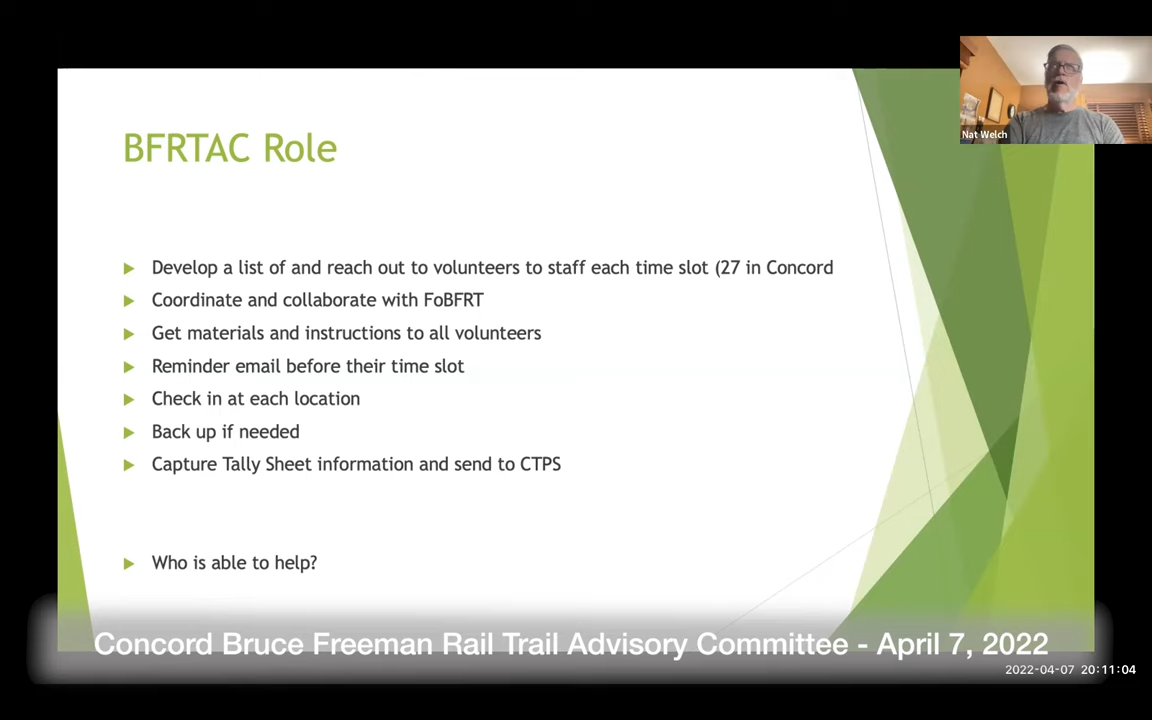 Nat Welch
BFRTAC Role
Develop a list of and reach out to volunteers to staff each time slot (27 in Concord
Coordinate and collaborate with FoBFRT
Get materials and instructions to all volunteers
Reminder email before their time slot
Check in at each location
Back up if needed
Capture Tally Sheet information and send to CTPS
Who is able to help?
Concord Bruce Freeman Rail Trail Advisory Committee - April 7, 2022
2022-04-07 20:11:04